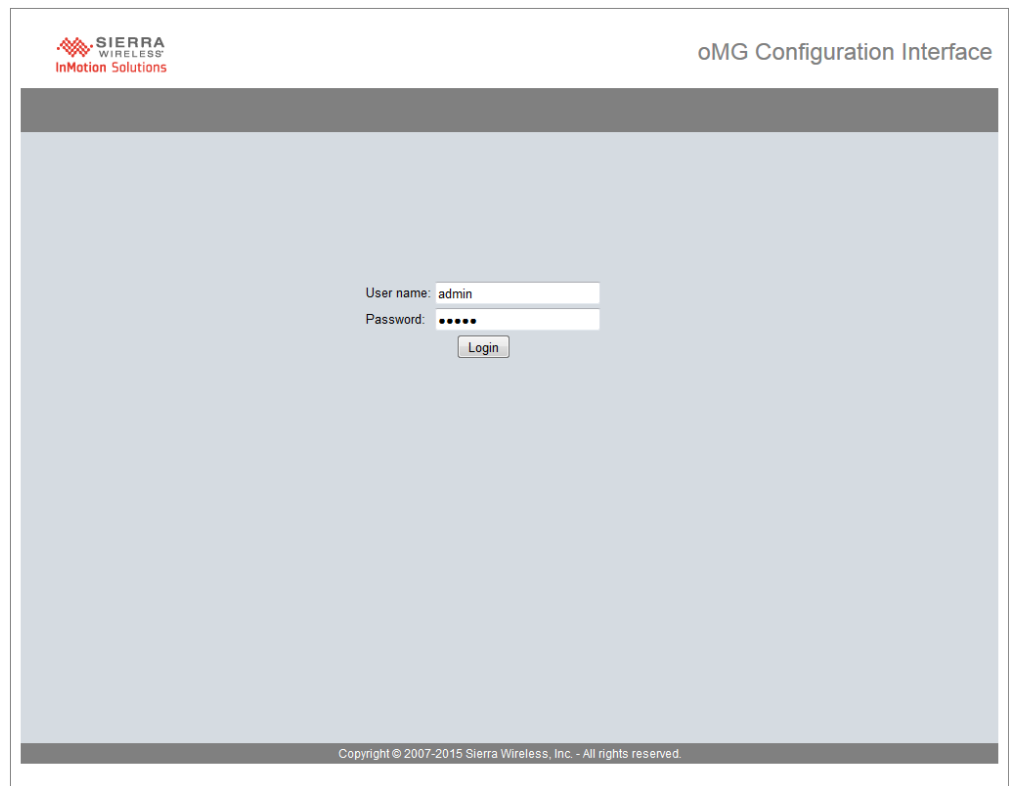 SIERRA
WIRELESS
InMotion Solutions
oMG Configuration Interface
User name: admin
Password: •••••
Login
Copyright © 2007-2015 Sierra Wireless, Inc. - All rights reserved.